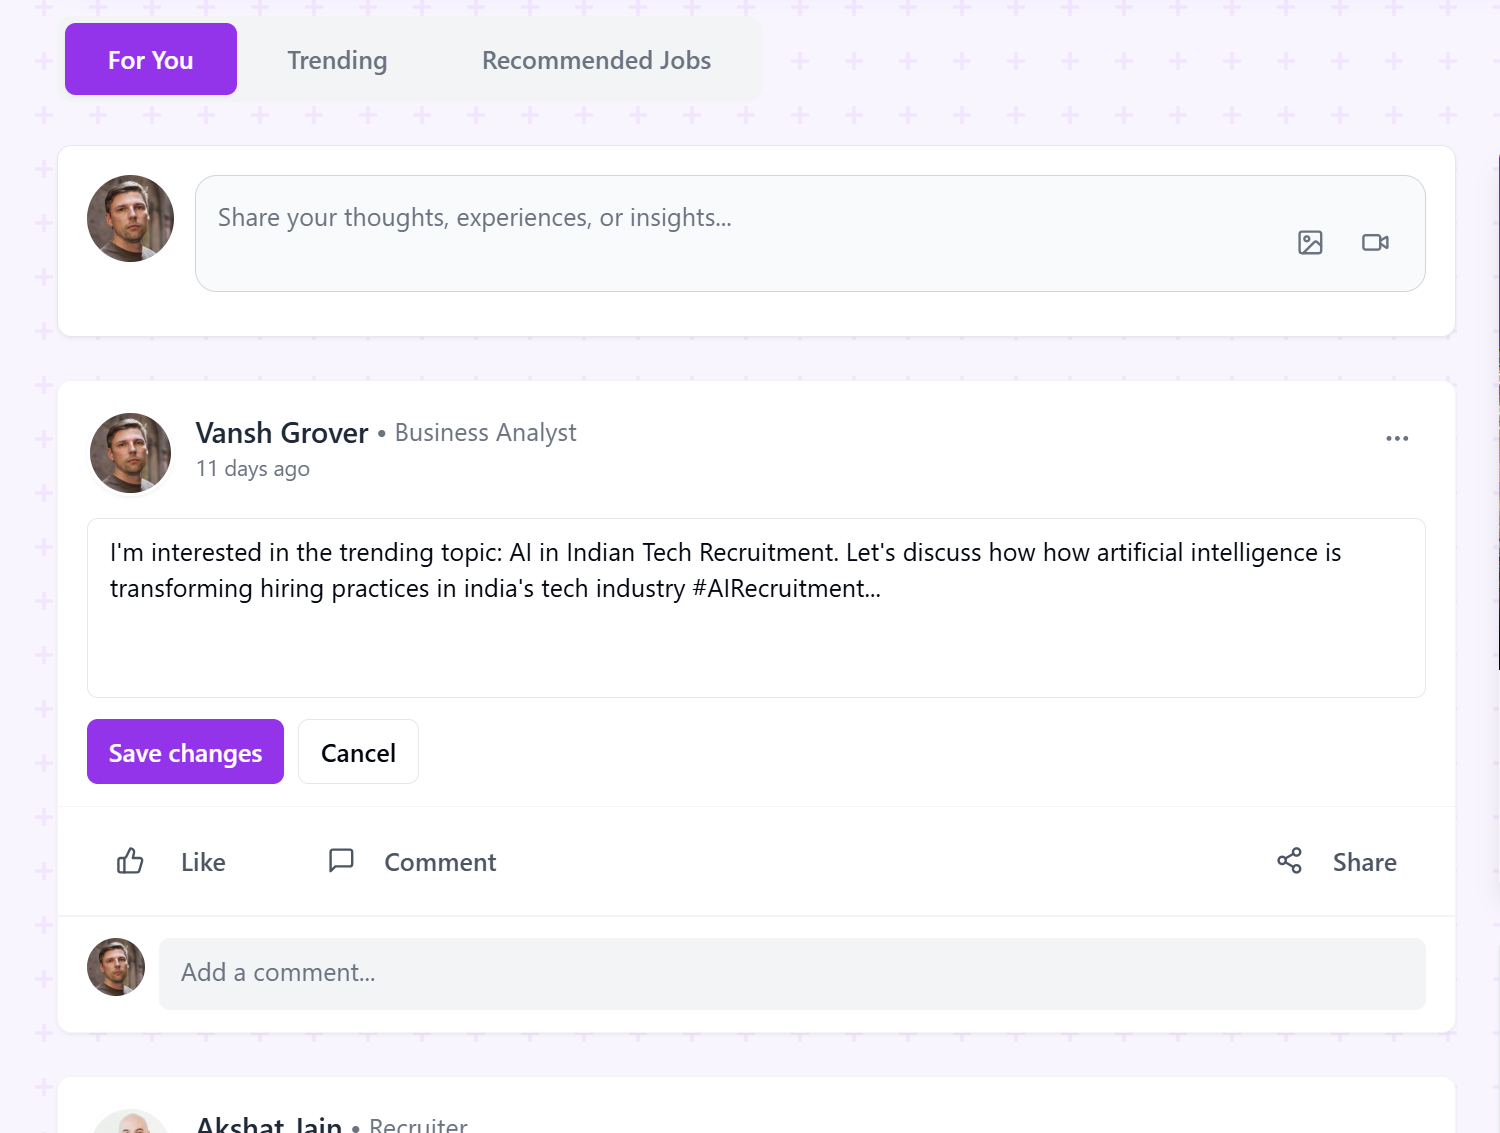 For You
Trending
Recommended Jobs
Share your thoughts, experiences, or insights...
Vansh Grover • Business Analyst
11 days ago
I'm interested in the trending topic: AI in Indian Tech Recruitment. Let's discuss how how artificial intelligence is
transforming hiring practices in india's tech industry #AIRecruitment...
Save changes
Cancel
Like
Comment
Share
Add a comment...
Akshat Jain • Recruiter